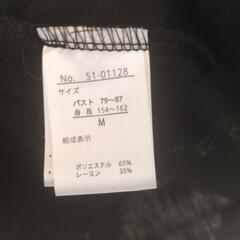 No. 51-01128
サイズ
バスト 79～87
身長 154～162
M
組成表示
ポリエステル 65%
レーヨン 35%